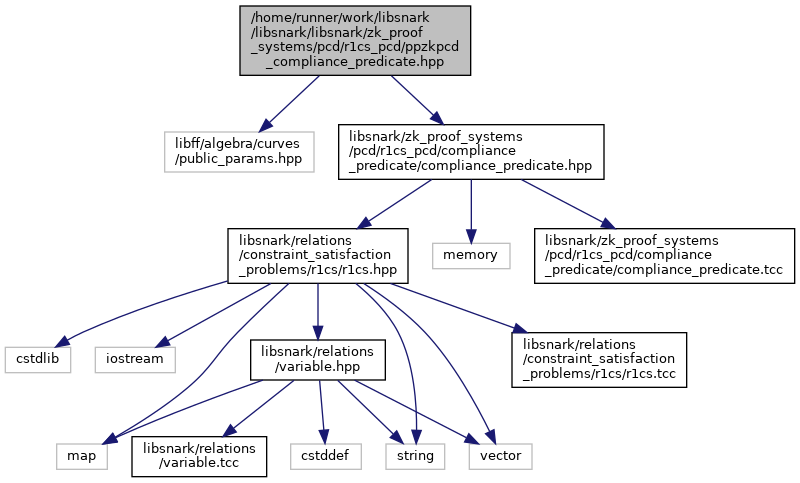 /home/runner/work/libsnark
/libsnark/libsnark/zk_proof
_systems/pcd/r1cs_pcd/ppzkpcd
_compliance_predicate.hpp
libff/algebra/curves
/public_params.hpp
libsnark/zk_proof_systems
/pcd/r1cs_pcd/compliance
_predicate/compliance_predicate.hpp
libsnark/relations
/constraint_satisfaction
_problems/r1cs/r1cs.hpp
memory
libsnark/zk_proof_systems
/pcd/r1cs_pcd/compliance
_predicate/compliance_predicate.tcc
cstdlib
iostream
libsnark/relations
/variable.hpp
libsnark/relations
/constraint_satisfaction
_problems/r1cs/r1cs.tcc
map
libsnark/relations
/variable.tcc
cstddef
string
vector